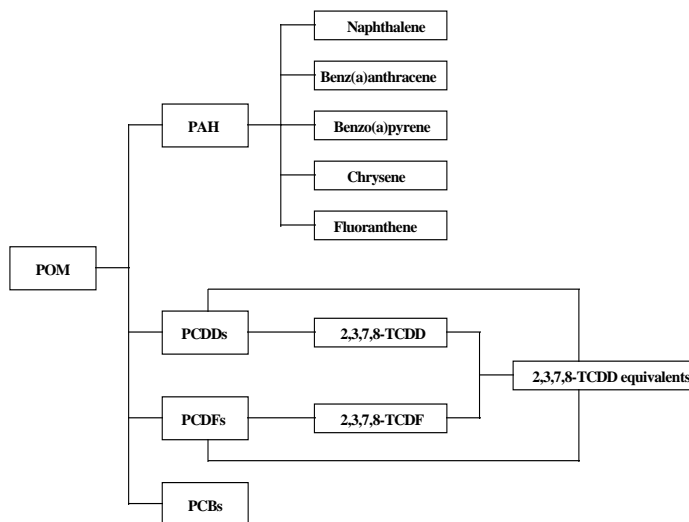 Naphthalene
Benz(a)anthracene
PAH
Benzo(a)pyrene
Chrysene
Fluoranthene
POM
PCDDs
2,3,7,8-TCDD
2,3,7,8-TCDD equivalents
PCDFs
2,3,7,8-TCDF
PCBs